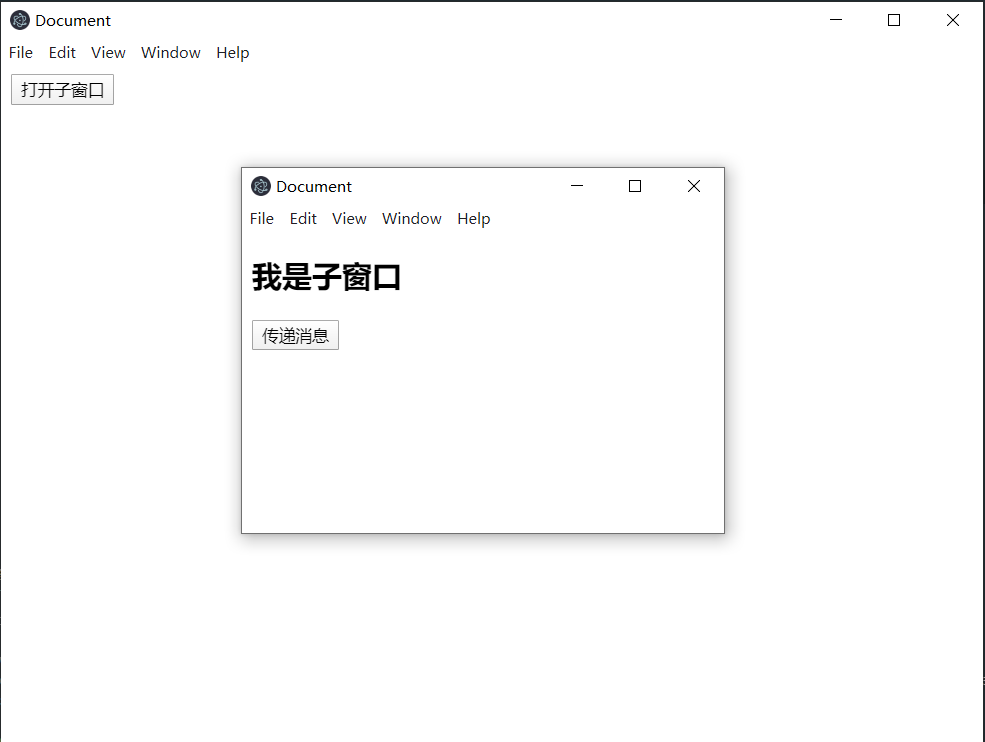 Document
File Edit View Window Help
打开子窗口
Document
File Edit View Window Help
我是子窗口
传递消息